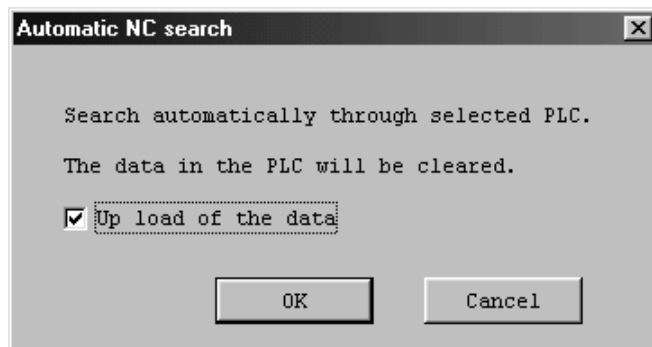 Automatic NC search
Search automatically through selected PLC.
The data in the PLC will be cleared.
Up load of the data
OK Cancel